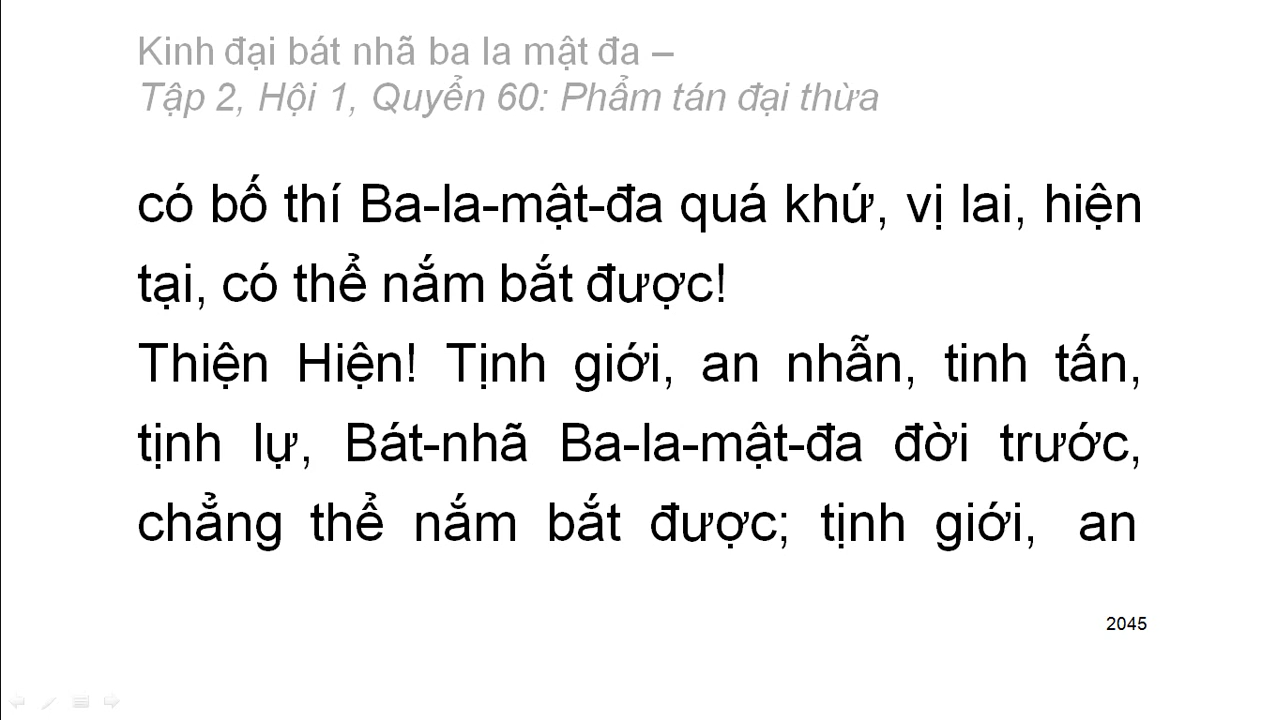 Kinh đại bát nhã ba la mật đa –
Tập 2, Hội 1, Quyển 60: Phẩm tán đại thừa
có bố thí Ba-la-mật-đa quá khứ, vị lai, hiện
tại, có thể nắm bắt được!
Thiện Hiện! Tịnh giới, an nhẫn, tinh tấn,
tịnh lự, Bát-nhã Ba-la-mật-đa đời trước,
chẳng thể nắm bắt được; tịnh giới, an
2045